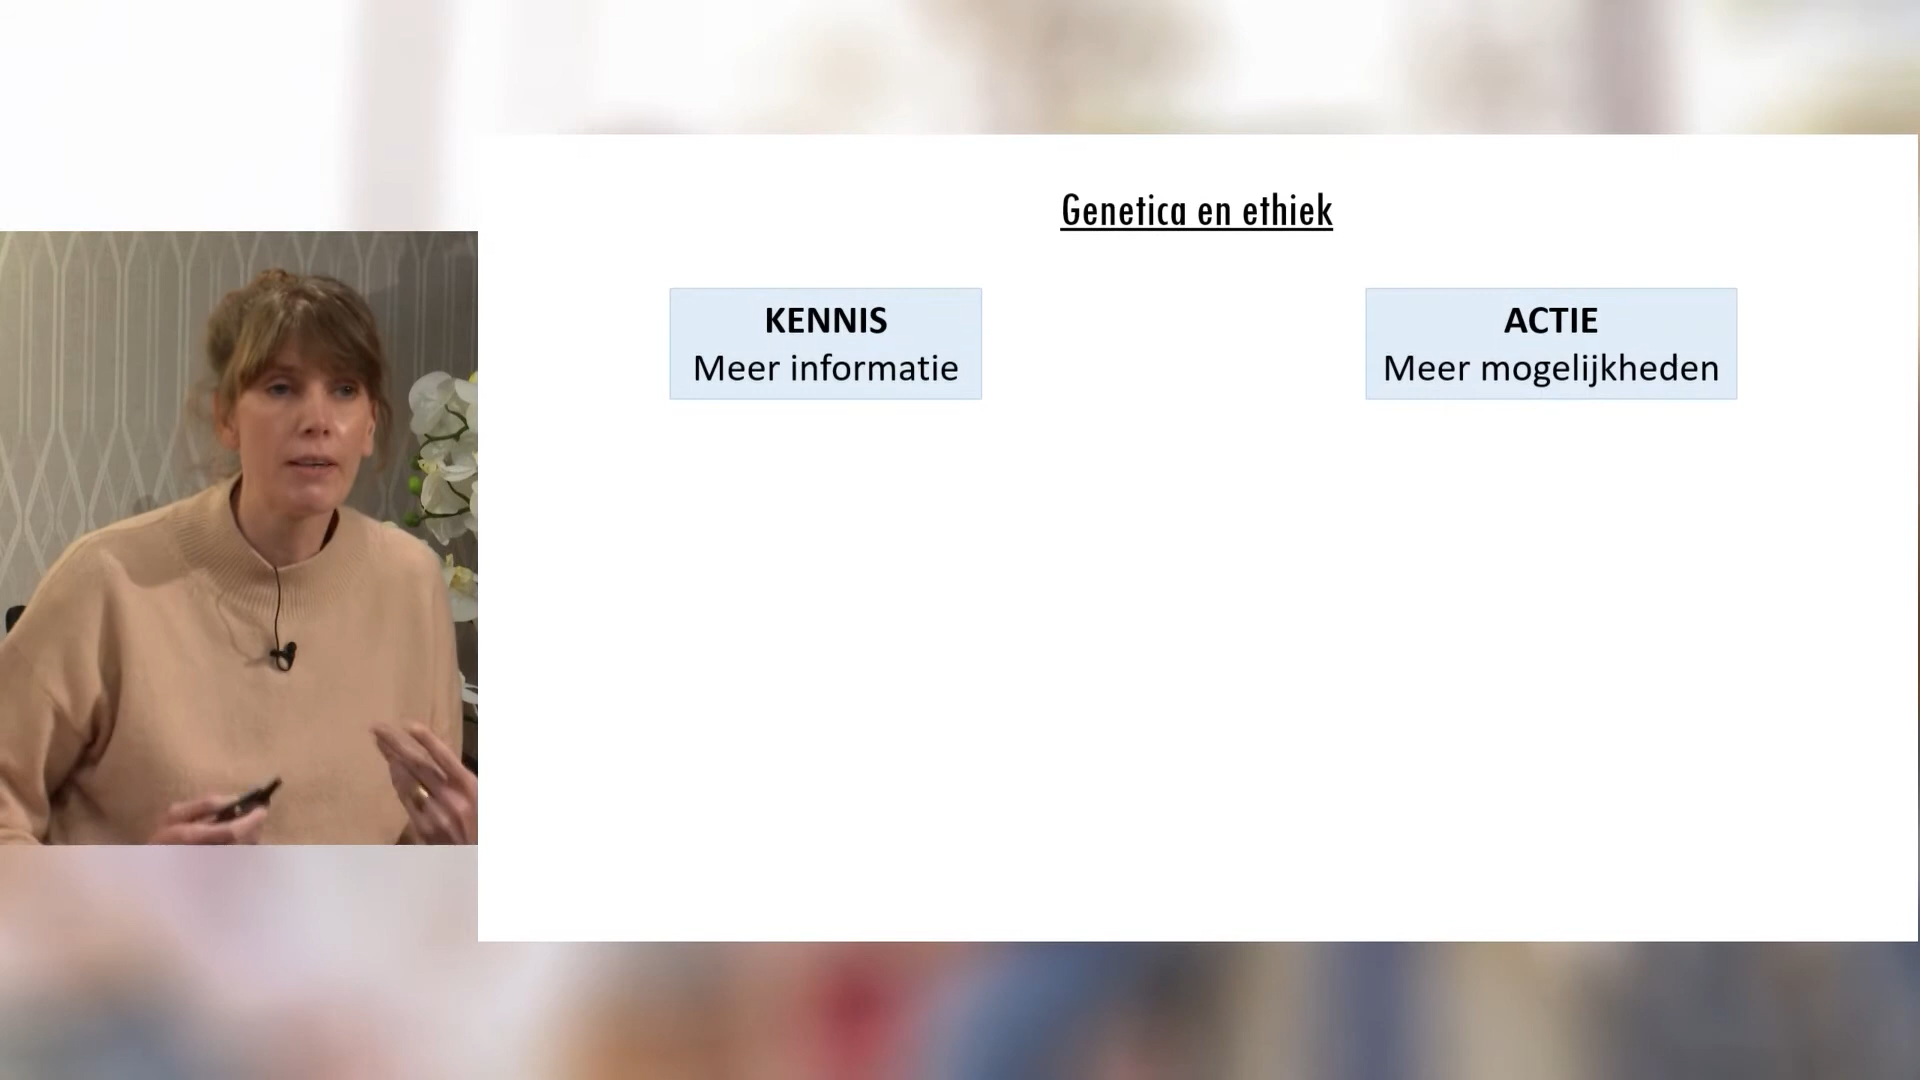 Genetica en ethiek
KENNIS
Meer informatie
ACTIE
Meer mogelijkheden